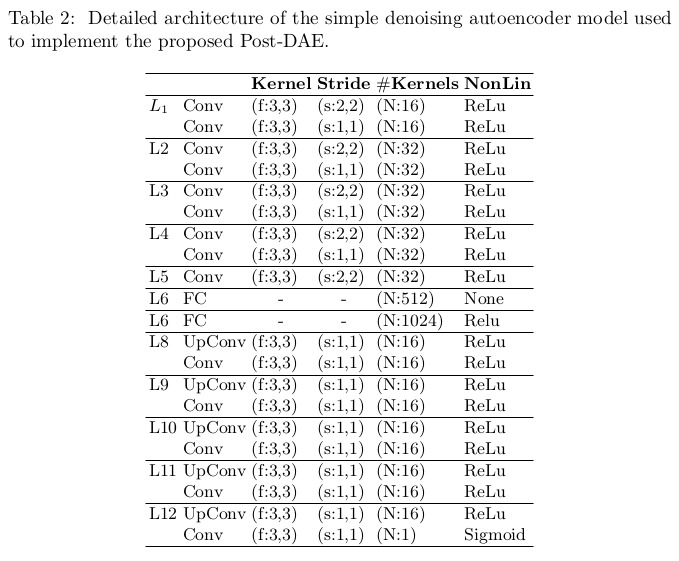 Table 2: Detailed architecture of the simple denoising autoencoder model used
to implement the proposed Post-DAE.
Kernel Stride #Kernels NonLin
L1 Conv (f:3,3) (s:2,2) (N:16) ReLu
Conv (f:3,3) (s:1,1) (N:16) ReLu
L2 Conv (f:3,3) (s:2,2) (N:32) ReLu
Conv (f:3,3) (s:1,1) (N:32) ReLu
L3 Conv (f:3,3) (s:2,2) (N:32) ReLu
Conv (f:3,3) (s:1,1) (N:32) ReLu
L4 Conv (f:3,3) (s:2,2) (N:32) ReLu
Conv (f:3,3) (s:1,1) (N:32) ReLu
L5 Conv (f:3,3) (s:2,2) (N:32) ReLu
L6 FC - - (N:512) None
L6 FC - - (N:1024) Relu
L8 UpConv (f:3,3) (s:1,1) (N:16) ReLu
Conv (f:3,3) (s:1,1) (N:16) ReLu
L9 UpConv (f:3,3) (s:1,1) (N:16) ReLu
Conv (f:3,3) (s:1,1) (N:16) ReLu
L10 UpConv (f:3,3) (s:1,1) (N:16) ReLu
Conv (f:3,3) (s:1,1) (N:16) ReLu
L11 UpConv (f:3,3) (s:1,1) (N:16) ReLu
Conv (f:3,3) (s:1,1) (N:16) ReLu
L12 UpConv (f:3,3) (s:1,1) (N:16) ReLu
Conv (f:3,3) (s:1,1) (N:1) Sigmoid